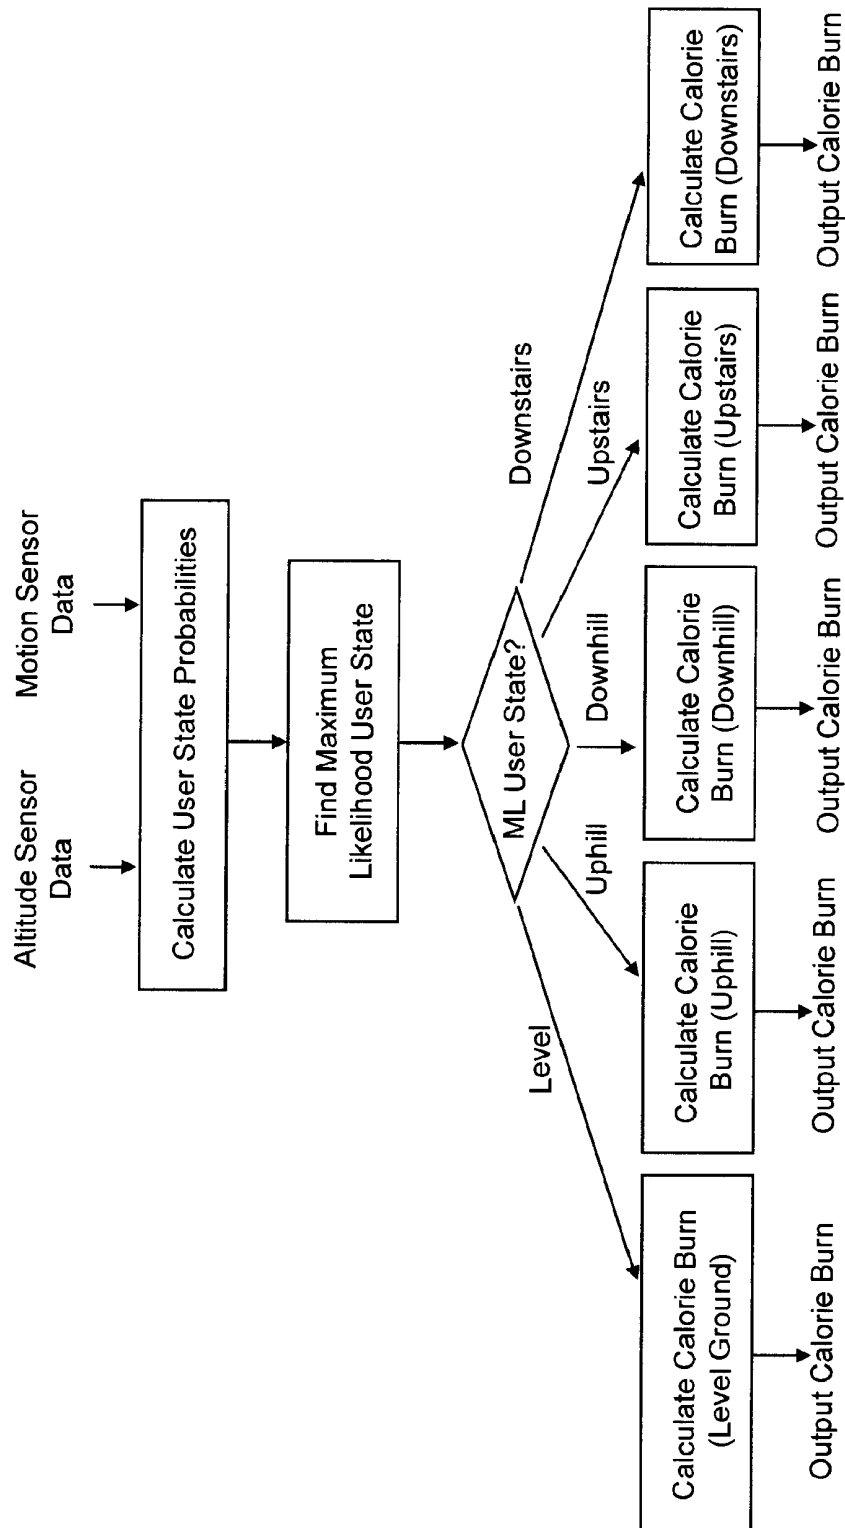 Altitude Sensor
Data
Motion Sensor
Data
Calculate User State Probabilities
Find Maximum
Likelihood User State
ML User State?
Level
Uphill
Downhill
Upstairs
Downstairs
Calculate Calorie Burn
(Level Ground)
Calculate Calorie
Burn (Uphill)
Calculate Calorie
Burn (Downhill)
Calculate Calorie
Burn (Upstairs)
Calculate Calorie
Burn (Downstairs)
Output Calorie Burn
Output Calorie Burn
Output Calorie Burn
Output Calorie Burn
Output Calorie Burn